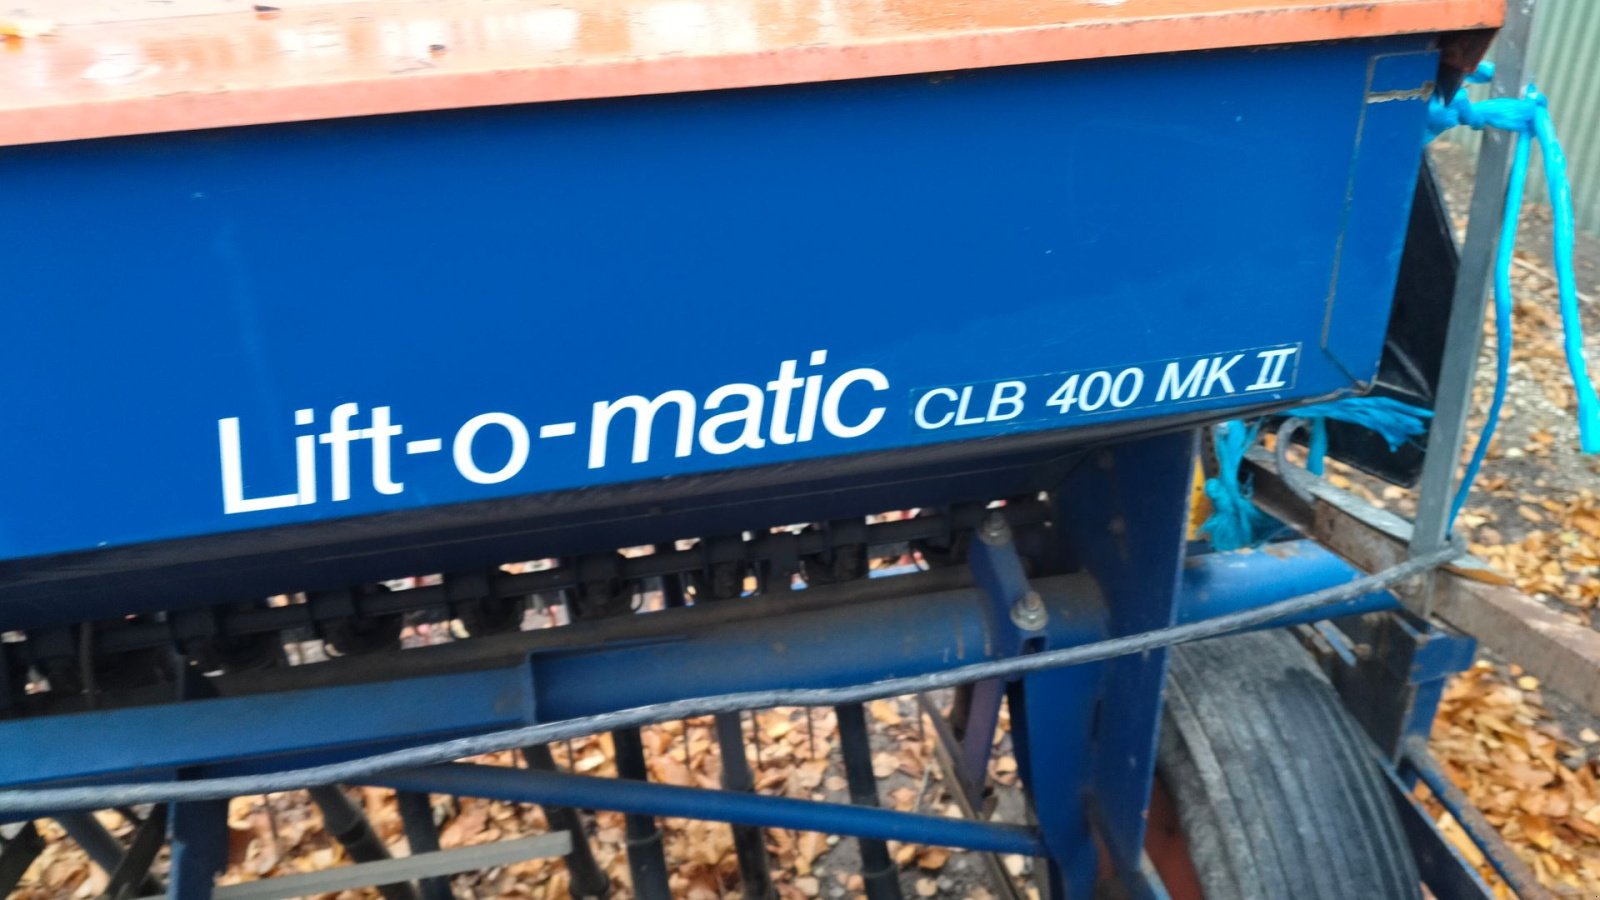 Lift-o-matic CLB 400 MK II